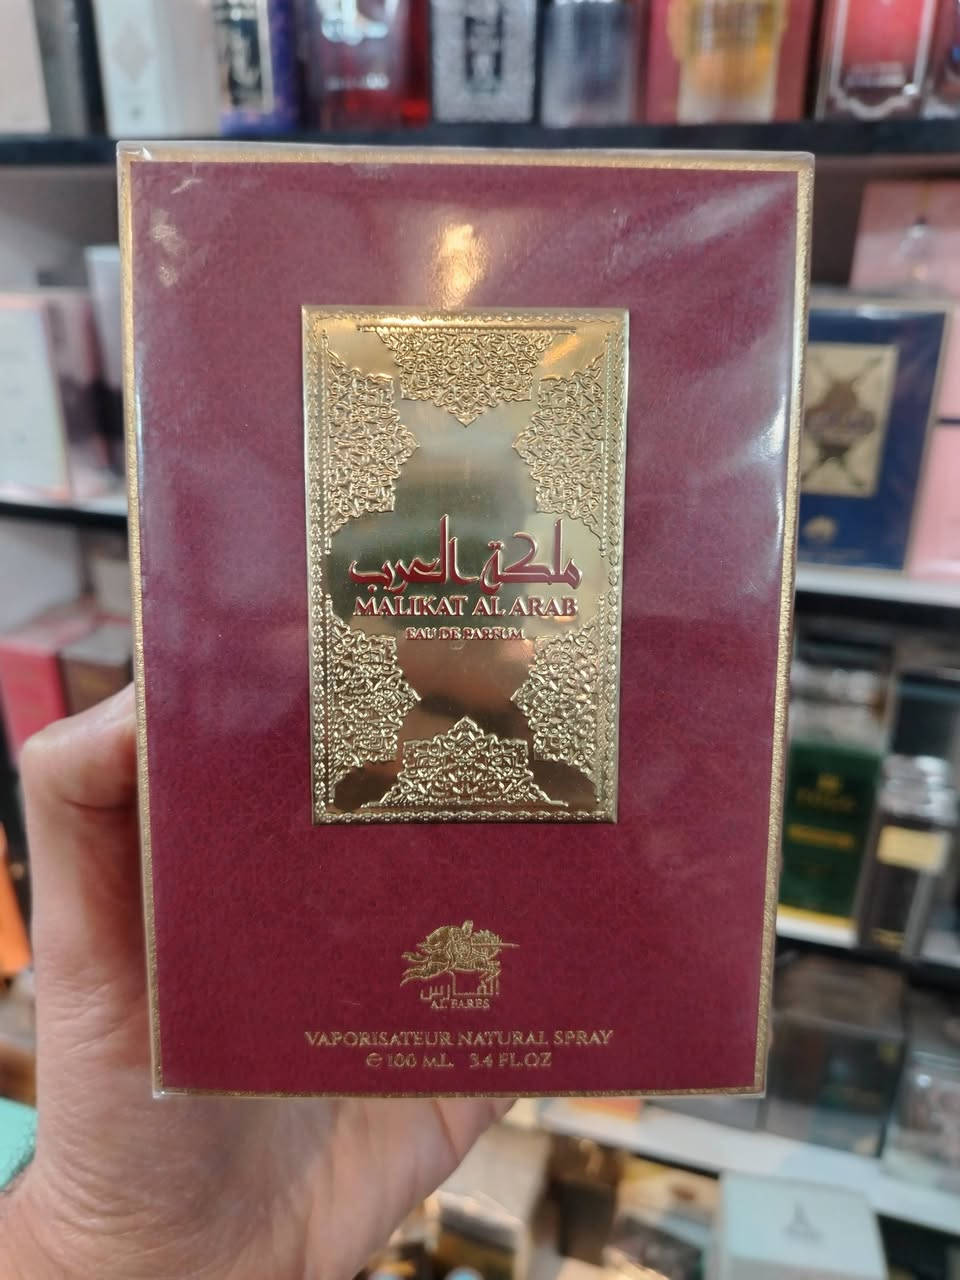 ملكة العرب
MALIKAT AL ARAB
EAU DE PARFUM
الفارس
AL FARES
VAPORISATEUR NATURAL SPRAY
℮ 100 ML 3.4 FL.OZ